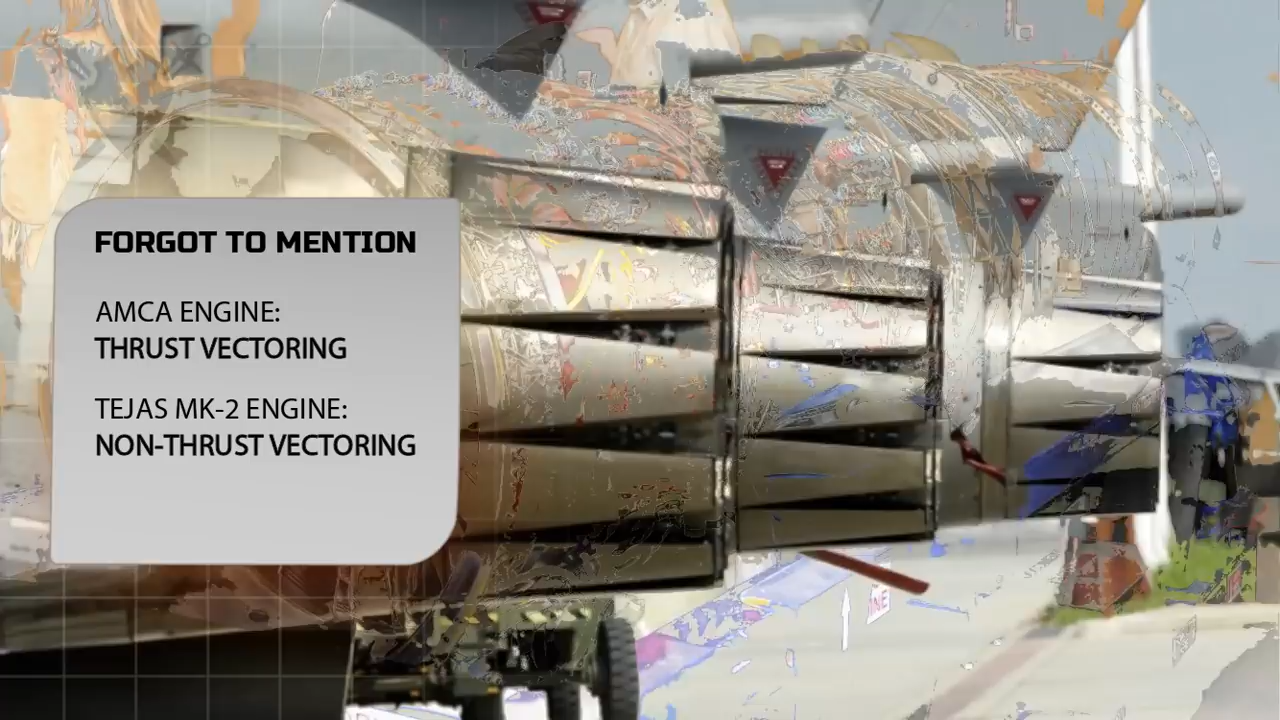 FORGOT TO MENTION
AMCA ENGINE:
THRUST VECTORING
TEJAS MK-2 ENGINE:
NON-THRUST VECTORING